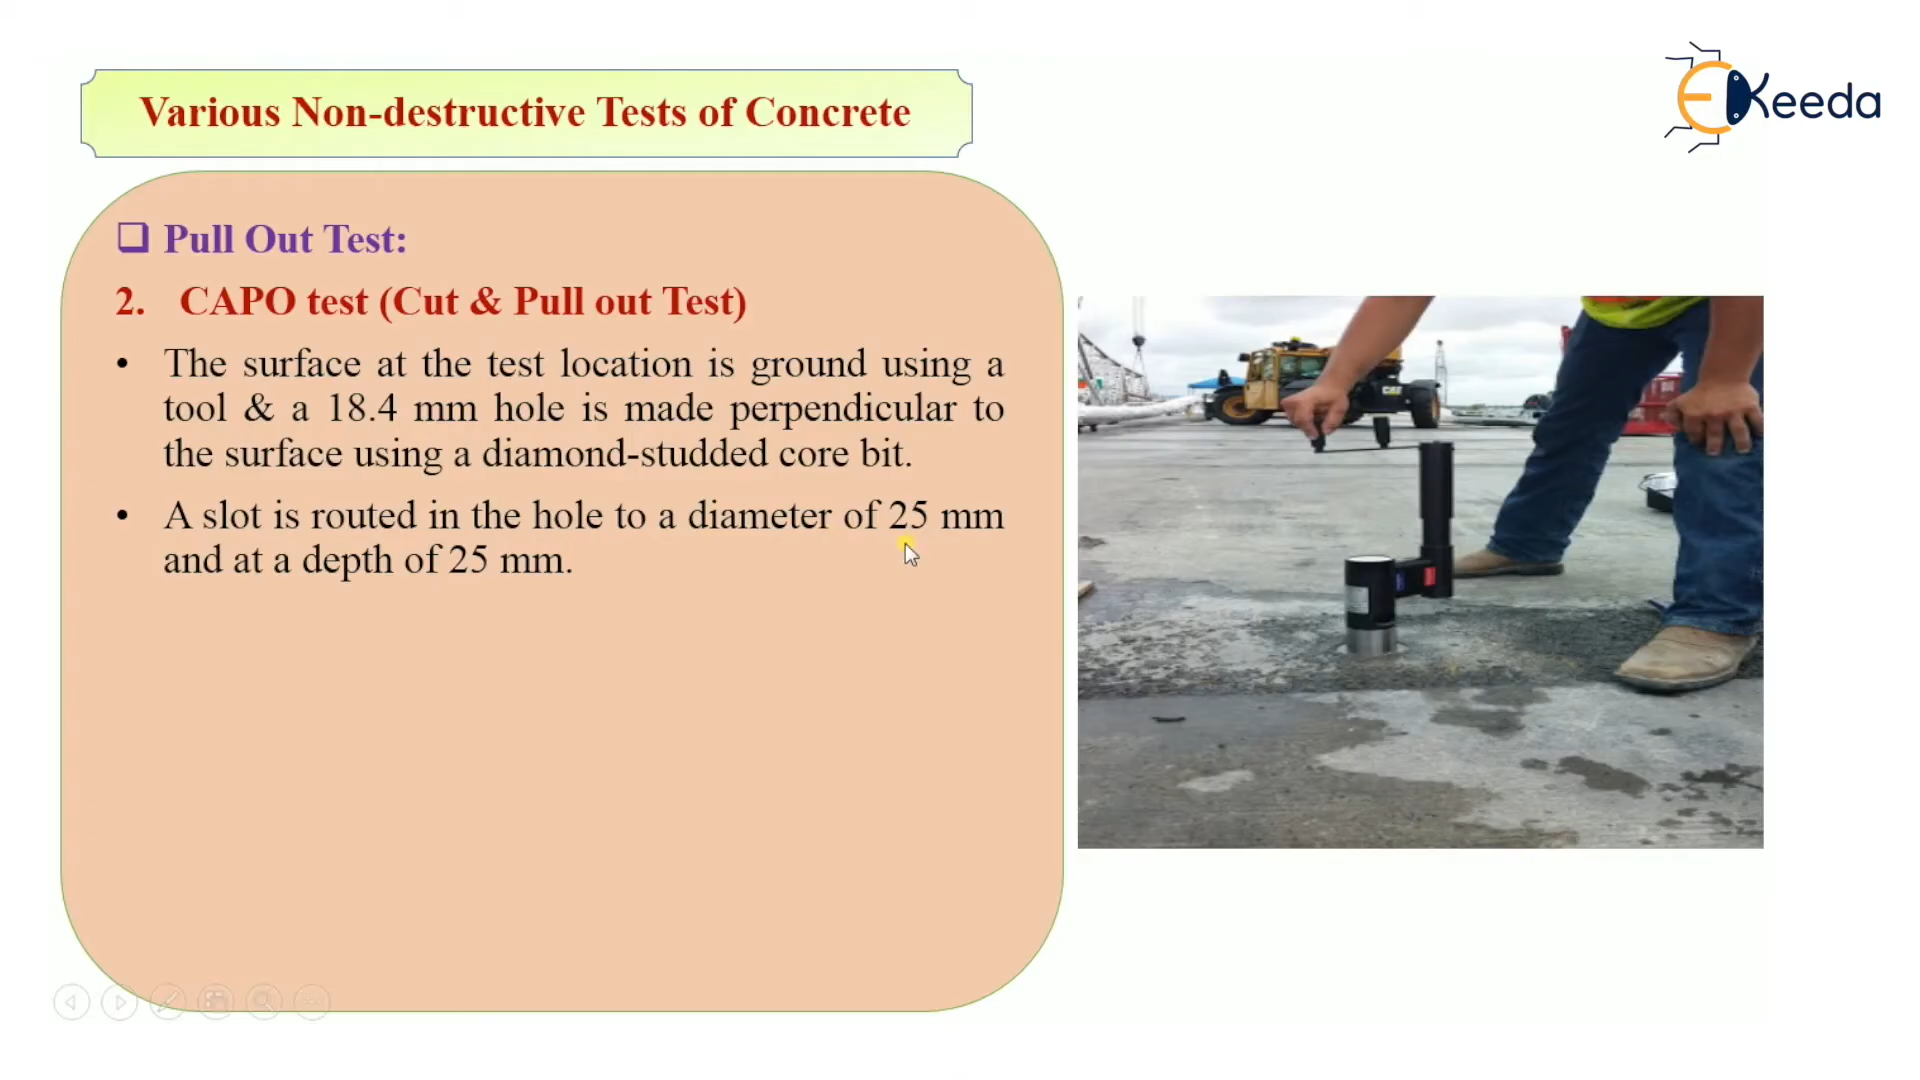 Various Non-destructive Tests of Concrete
EKeeda
❑ Pull Out Test:
2. CAPO test (Cut & Pull out Test)
• The surface at the test location is ground using a
tool & a 18.4 mm hole is made perpendicular to
the surface using a diamond-studded core bit.
• A slot is routed in the hole to a diameter of 25 mm
and at a depth of 25 mm.
CAT